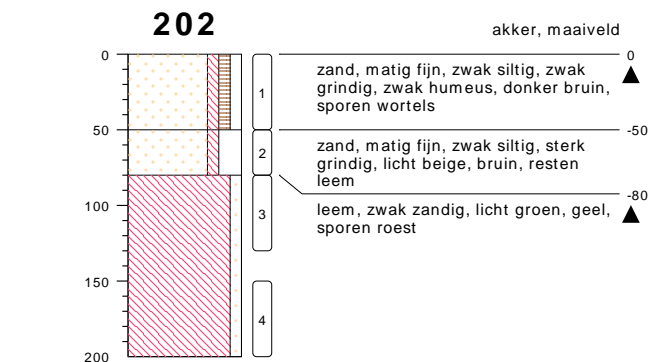 202
akker, maaiveld
0
0
zand, matig fijn, zwak siltig, zwak
grindig, zwak humeus, donker bruin,
sporen wortels
1
50
-50
zand, matig fijn, zwak siltig, sterk
grindig, licht beige, bruin, resten
leem
2
-80
leem, zwak zandig, licht groen, geel,
sporen roest
100
3
150
4
200